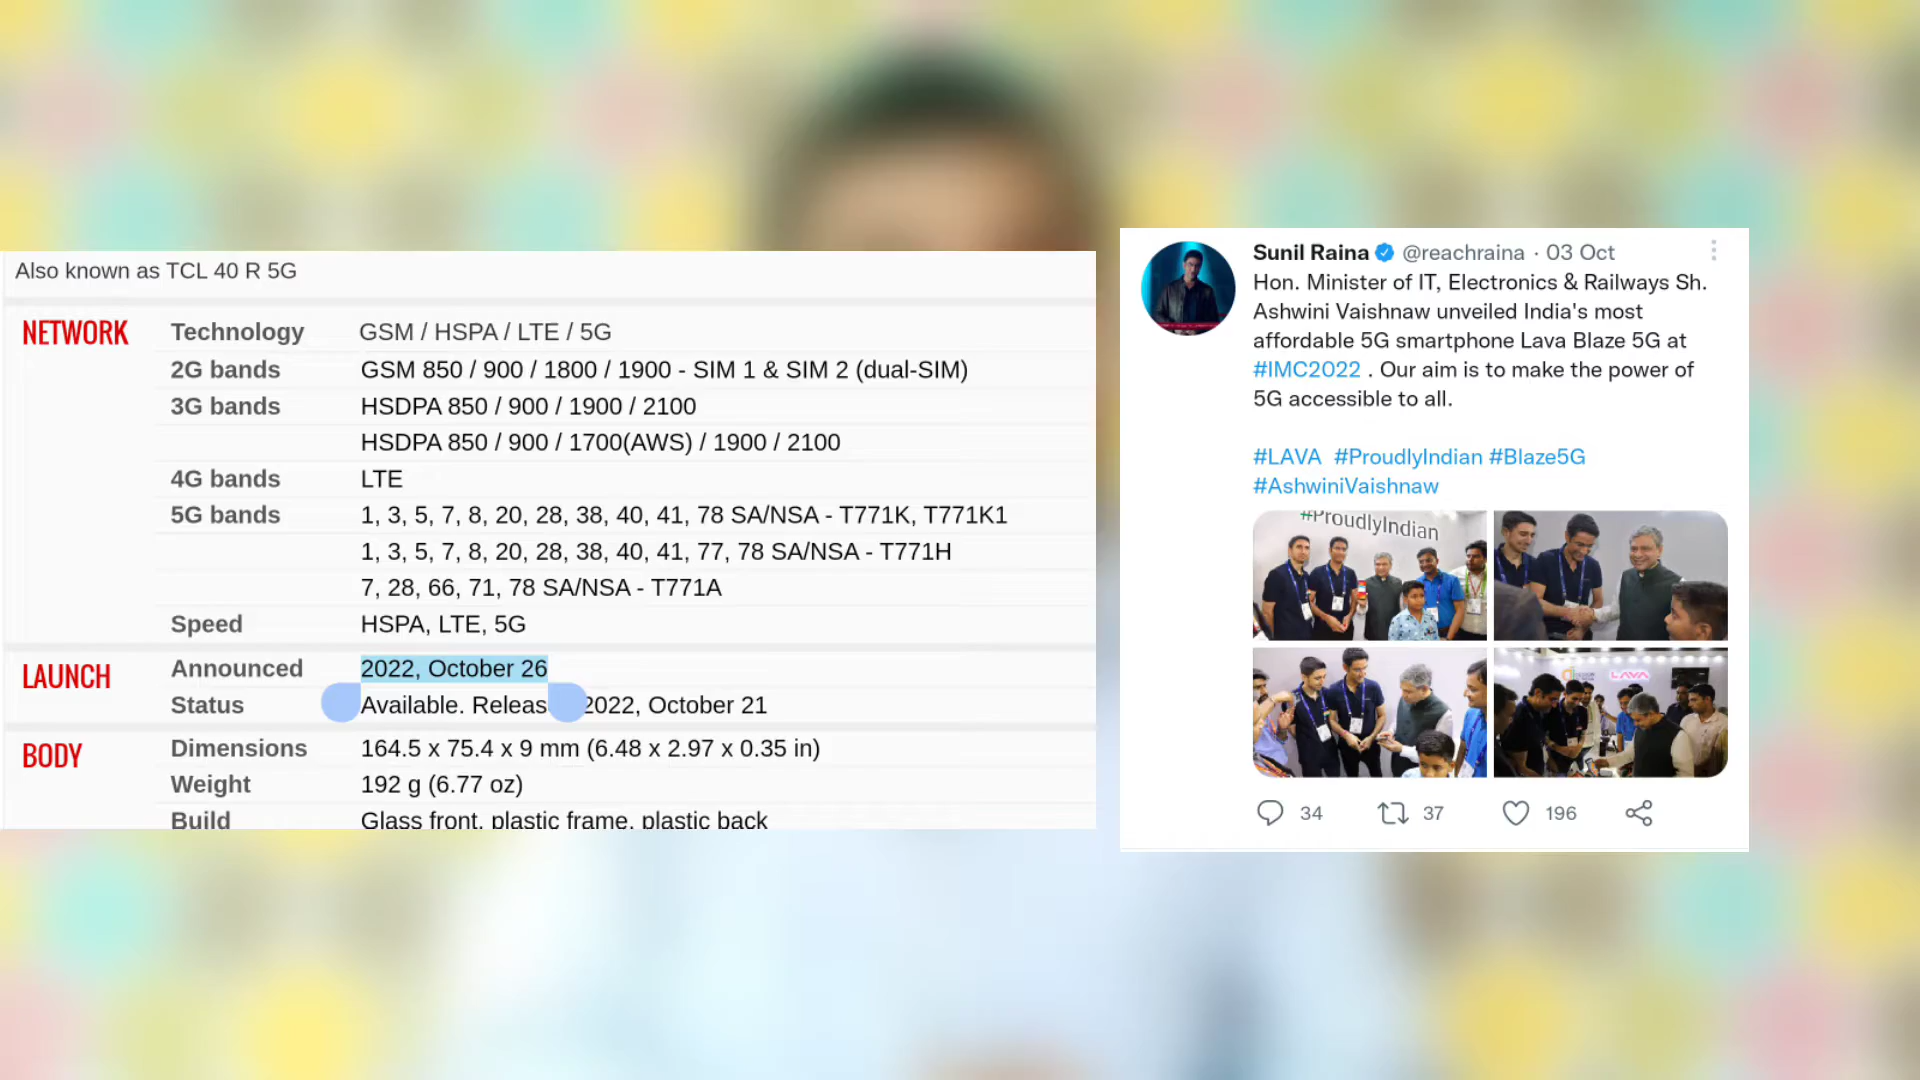 Also known as TCL 40 R 5G
NETWORK
Technology GSM / HSPA / LTE / 5G
2G bands GSM 850 / 900 / 1800 / 1900 - SIM 1 & SIM 2 (dual-SIM)
3G bands HSDPA 850 / 900 / 1900 / 2100
HSDPA 850 / 900 / 1700(AWS) / 1900 / 2100
4G bands LTE
5G bands 1, 3, 5, 7, 8, 20, 28, 38, 40, 41, 78 SA/NSA - T771K, T771K1
1, 3, 5, 7, 8, 20, 28, 38, 40, 41, 77, 78 SA/NSA - T771H
7, 28, 66, 71, 78 SA/NSA - T771A
Speed HSPA, LTE, 5G
LAUNCH
Announced 2022, October 26
Status Available. Releas 2022, October 21
BODY
Dimensions 164.5 x 75.4 x 9 mm (6.48 x 2.97 x 0.35 in)
Weight 192 g (6.77 oz)
Build Glass front, plastic frame, plastic back
Sunil Raina @reachraina · 03 Oct
Hon. Minister of IT, Electronics & Railways Sh.
Ashwini Vaishnaw unveiled India's most
affordable 5G smartphone Lava Blaze 5G at
#IMC2022 . Our aim is to make the power of
5G accessible to all.
#LAVA #ProudlyIndian #Blaze5G
#AshwiniVaishnaw
#ProudlyIndian
LAVA
34 37 196